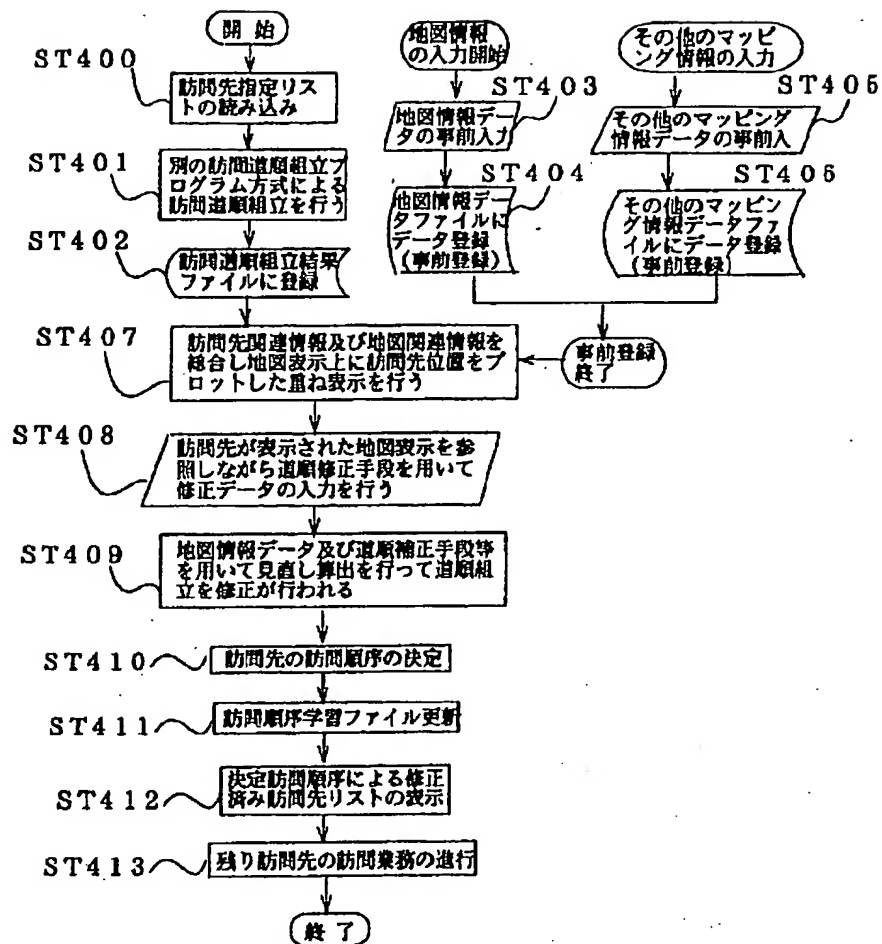 開 始
ST400
訪問先指定リス
トの読み込み
ST401
別の訪問道順組立プ
ログラム方式による
訪問道順組立を行う
ST402
訪問道順組立結果
ファイルに登録
地図情報
の入力開始
ST403
地図情報デー
タの事前入力
ST404
地図情報デー
タファイルに
データ登録
(事前登録)
その他のマッピ
ング情報の入力
ST405
その他のマッピング
情報データの事前入
ST406
その他のマッピン
グ情報データファ
イルにデータ登録
(事前登録)
事前登録
終了
ST407
訪問先関連情報及び地図関連情報を
総合し地図表示上に訪問先位置をプ
ロットした重ね表示を行う
ST408
訪問先が表示された地図表示を参
照しながら道順修正手段を用いて
修正データの入力を行う
ST409
地図情報データ及び道順補正手段等
を用いて見直し算出を行って道順組
立を修正が行われる
ST410
訪問先の訪問順序の決定
ST411
訪問順序学習ファイル更新
ST412
決定訪問順序による修正
済み訪問先リストの表示
ST413
残り訪問先の訪問業務の進行
終 了